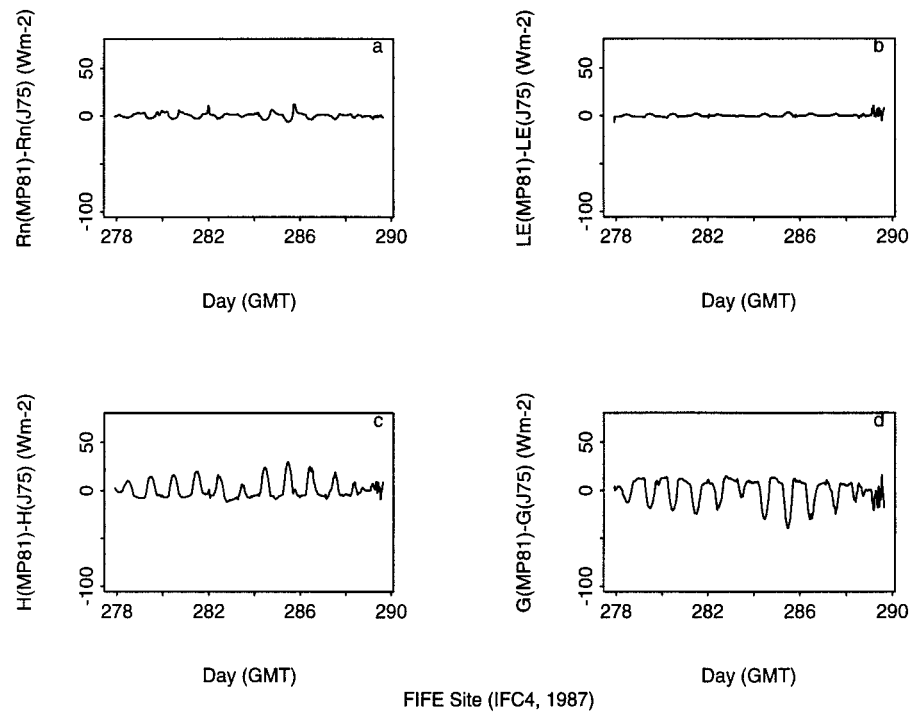 a
Rn(MP81)-Rn(J75) (Wm-2)
50
0
-100
278
282
286
290
Day (GMT)
b
LE(MP81)-LE(J75) (Wm-2)
50
0
-100
278
282
286
290
Day (GMT)
c
H(MP81)-H(J75) (Wm-2)
50
0
-100
278
282
286
290
Day (GMT)
d
G(MP81)-G(J75) (Wm-2)
50
0
-100
278
282
286
290
Day (GMT)
FIFE Site (IFC4, 1987)